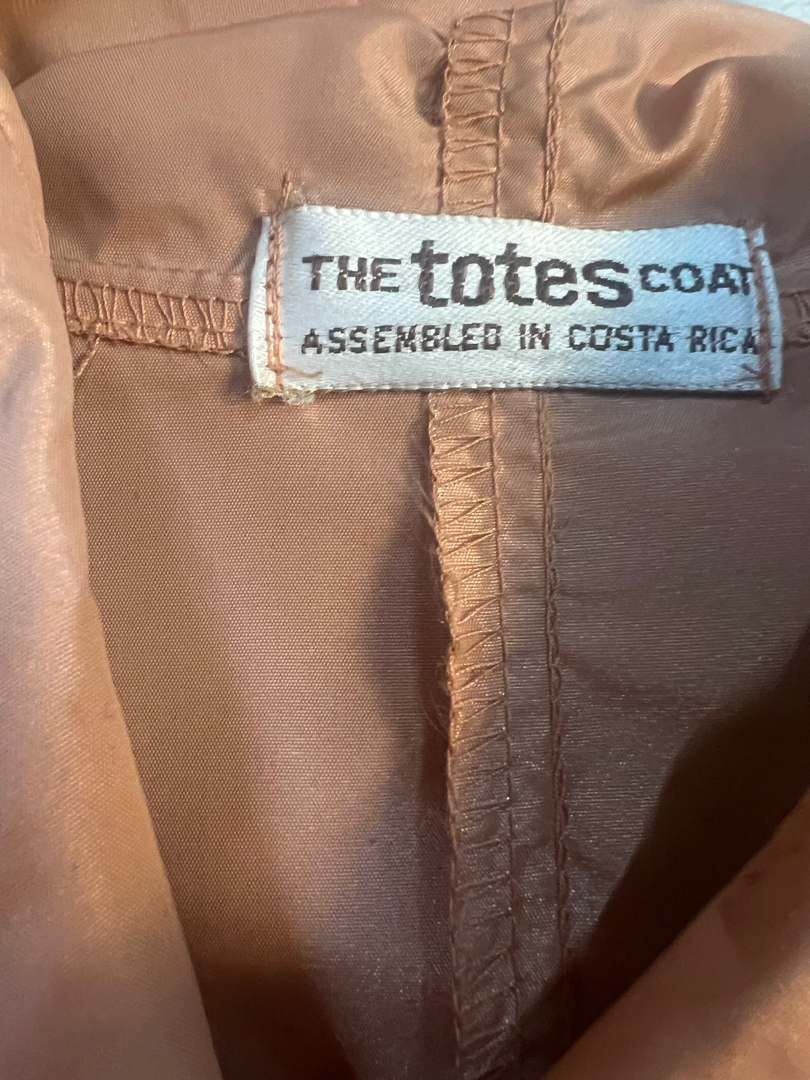 THE totes COAT
ASSEMBLED IN COSTA RICA